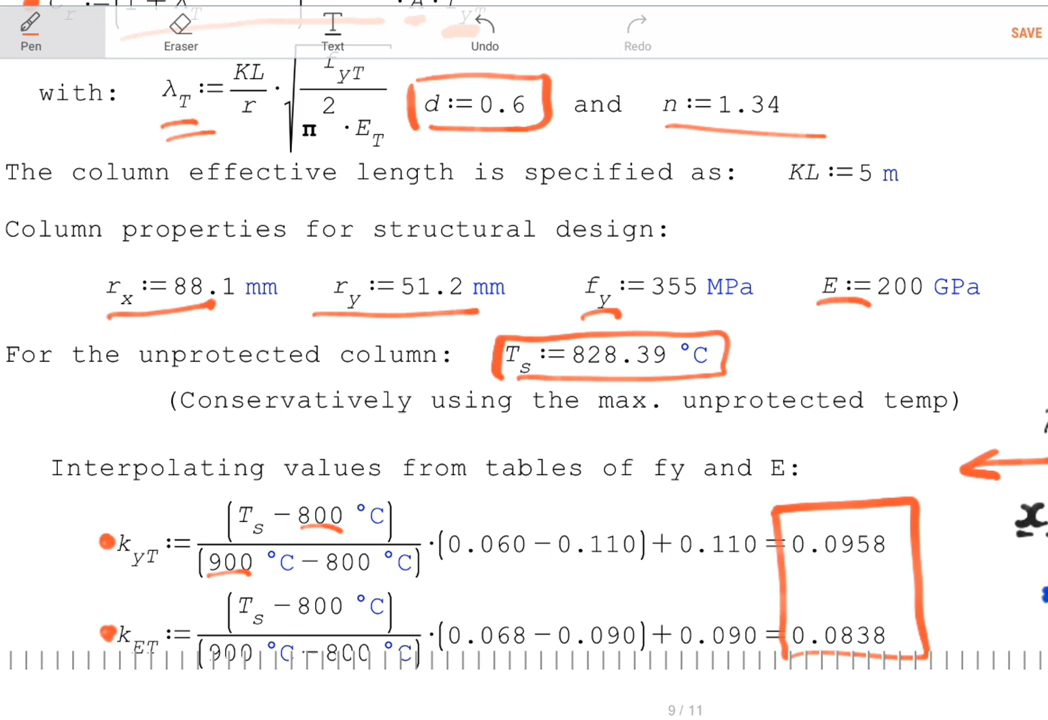 Pen Eraser Text Undo Redo SAVE
with: λ_T := KL / r · √( f_yT / ( π^2 · E_T ) ) d := 0.6 and n := 1.34
The column effective length is specified as: KL := 5 m
Column properties for structural design:
r_x := 88.1 mm r_y := 51.2 mm f_y := 355 MPa E := 200 GPa
For the unprotected column: T_s := 828.39 °C
(Conservatively using the max. unprotected temp)
Interpolating values from tables of fy and E:
k_yT := (T_s - 800 °C) / (900 °C - 800 °C) · (0.060 - 0.110) + 0.110 = 0.0958
k_ET := (T_s - 800 °C) / (900 °C - 800 °C) · (0.068 - 0.090) + 0.090 = 0.0838
x
9 / 11